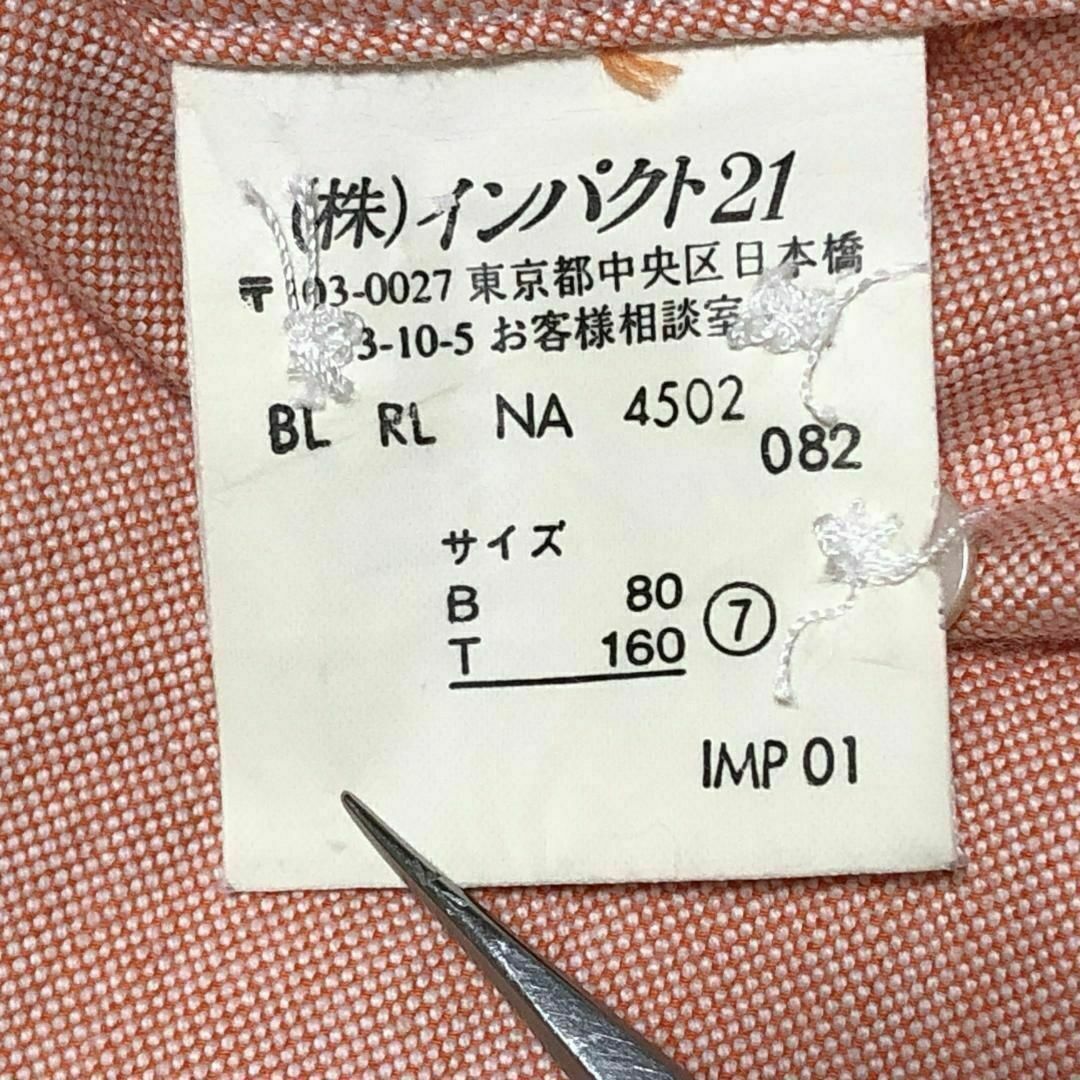 (株)インパクト21
〒103-0027 東京都中央区日本橋
3-10-5 お客様相談室
BL RL NA 4502
082
サイズ
B 80
T 160 ⑦
IMP 01